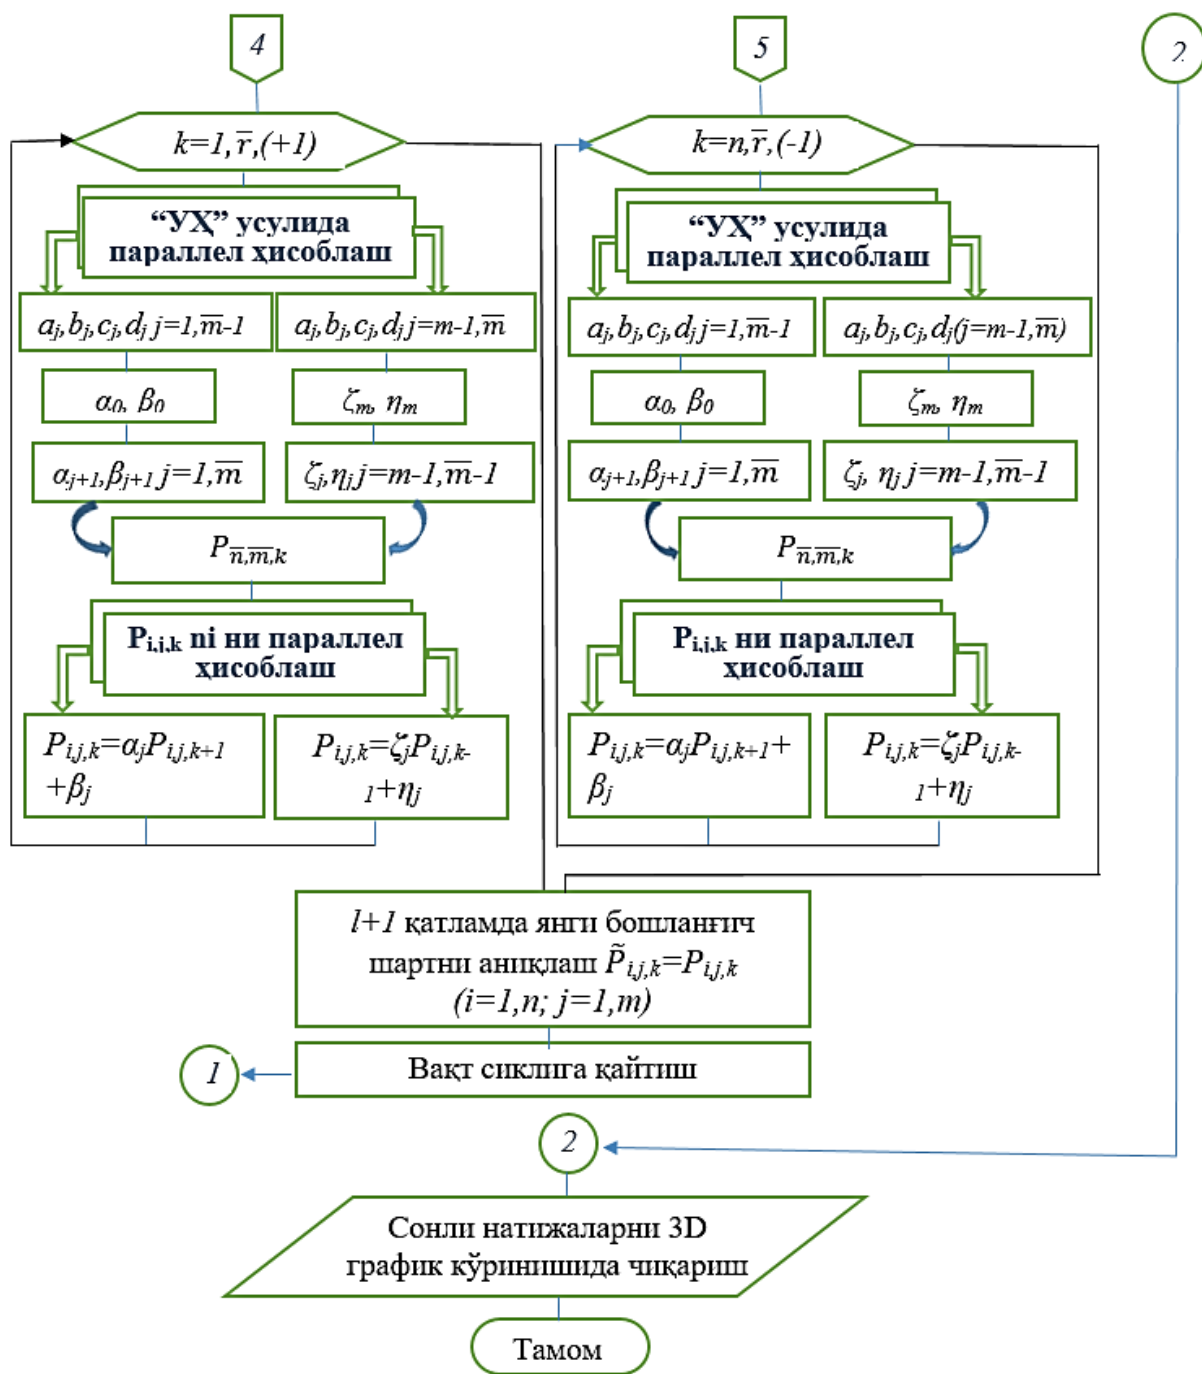 4
5
2
k=1,r̅,(+1)
k=n,r̅,(-1)
“УҲ” усулида
параллел ҳисоблаш
“УҲ” усулида
параллел ҳисоблаш
aⱼ,bⱼ,cⱼ,dⱼ j=1,m̅-1
aⱼ,bⱼ,cⱼ,dⱼ j=m-1,m̅
aⱼ,bⱼ,cⱼ,dⱼ j=1,m̅-1
aⱼ,bⱼ,cⱼ,dⱼ(j=m-1,m̅)
α₀, β₀
ζₘ, ηₘ
α₀, β₀
ζₘ, ηₘ
αⱼ₊₁,βⱼ₊₁ j=1,m̅
ζⱼ,ηⱼ j=m-1,m̅-1
αⱼ₊₁,βⱼ₊₁ j=1,m̅
ζⱼ, ηⱼ j=m-1,m̅-1
P n̅,m̅,k
P n̅,m̅,k
Pi,j,k ni ни параллел
ҳисоблаш
Pi,j,k ни параллел
ҳисоблаш
Pi,j,k=αⱼPi,j,k+1
+βⱼ
Pi,j,k=ζⱼPi,j,k-
1+ηⱼ
Pi,j,k=αⱼPi,j,k+1+
βⱼ
Pi,j,k=ζⱼPi,j,k-
1+ηⱼ
l+1 қатламда янги бошланғич
шартни аниқлаш P̃i,j,k=Pi,j,k
(i=1,n; j=1,m)
Вақт сиклига қайтиш
1
2
Сонли натижаларни 3D
график кўринишида чиқариш
Тамом